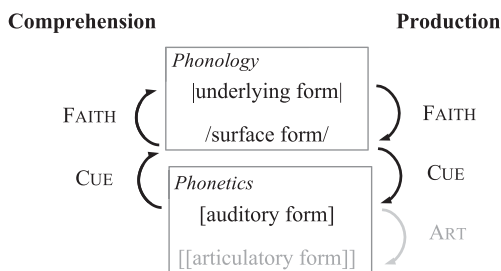 Comprehension Production
Phonology
|underlying form|
FAITH FAITH
/surface form/
CUE CUE
Phonetics
[auditory form]
ART
[[articulatory form]]